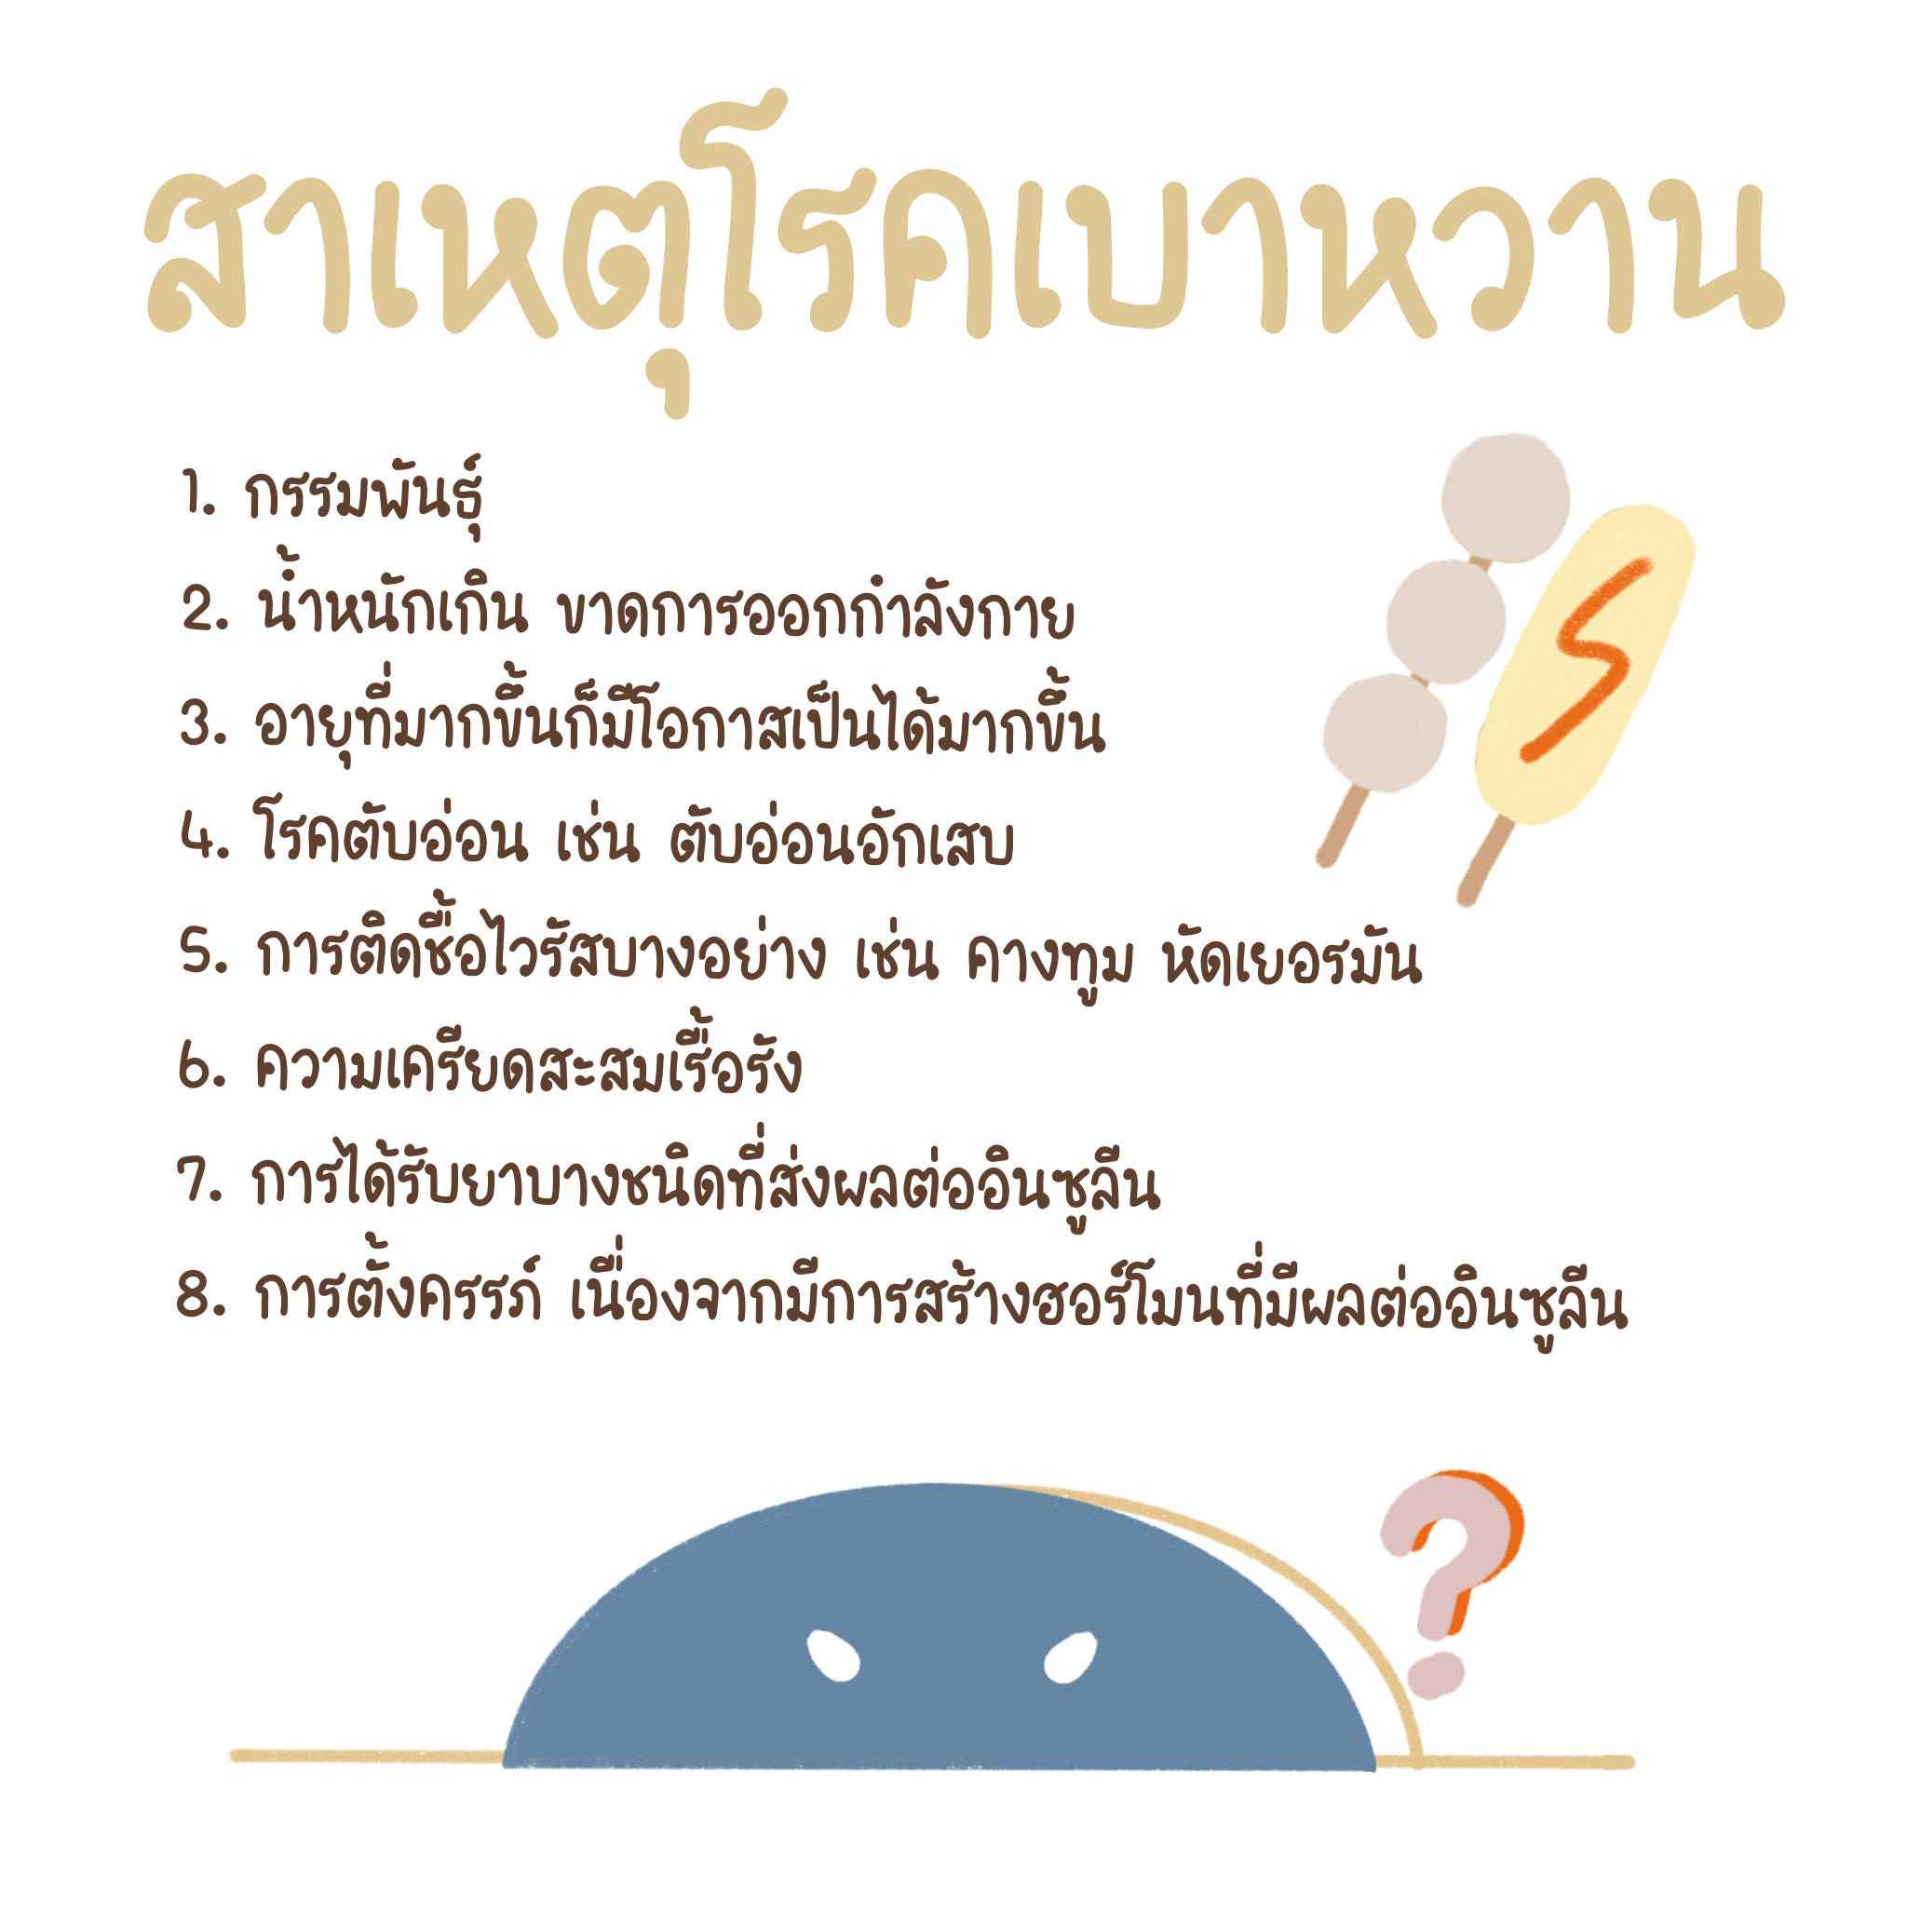 สาเหตุโรคเบาหวาน
1. กรรมพันธุ์
2. น้ำหนักเกิน ขาดการออกกำลังกาย
3. อายุที่มากขึ้นก็มีโอกาสเป็นได้มากขึ้น
4. โรคตับอ่อน เช่น ตับอ่อนอักเสบ
5. การติดชื้อไวรัสบางอย่าง เช่น คางทูม หัดเยอรมัน
6. ความเครียดสะสมเรื้อรัง
7. การได้รับยาบางชนิดที่ส่งผลต่ออินซูลีน
8. การตั้งครรภ์ เนื่องจากมีการสร้างฮอร์โมนที่มีผลต่ออินซูลีน
?